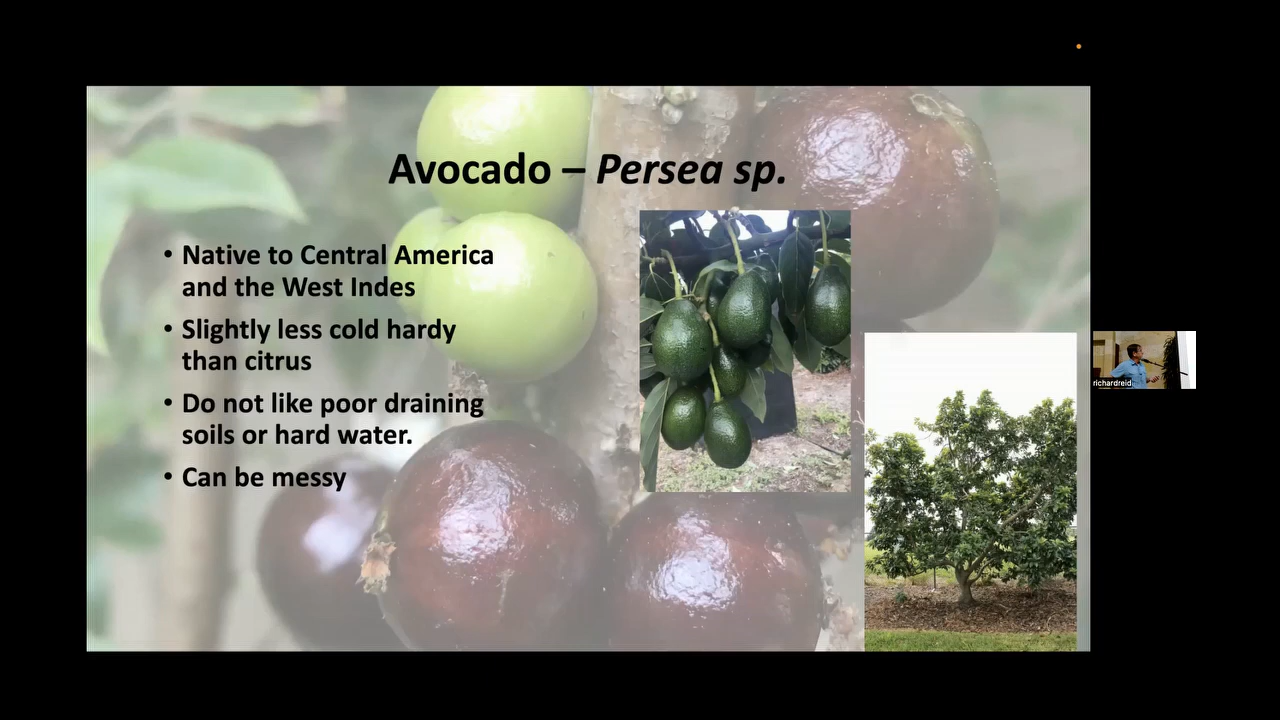 Avocado – Persea sp.
• Native to Central America
and the West Indes
• Slightly less cold hardy
than citrus
• Do not like poor draining
soils or hard water.
• Can be messy
richardreid